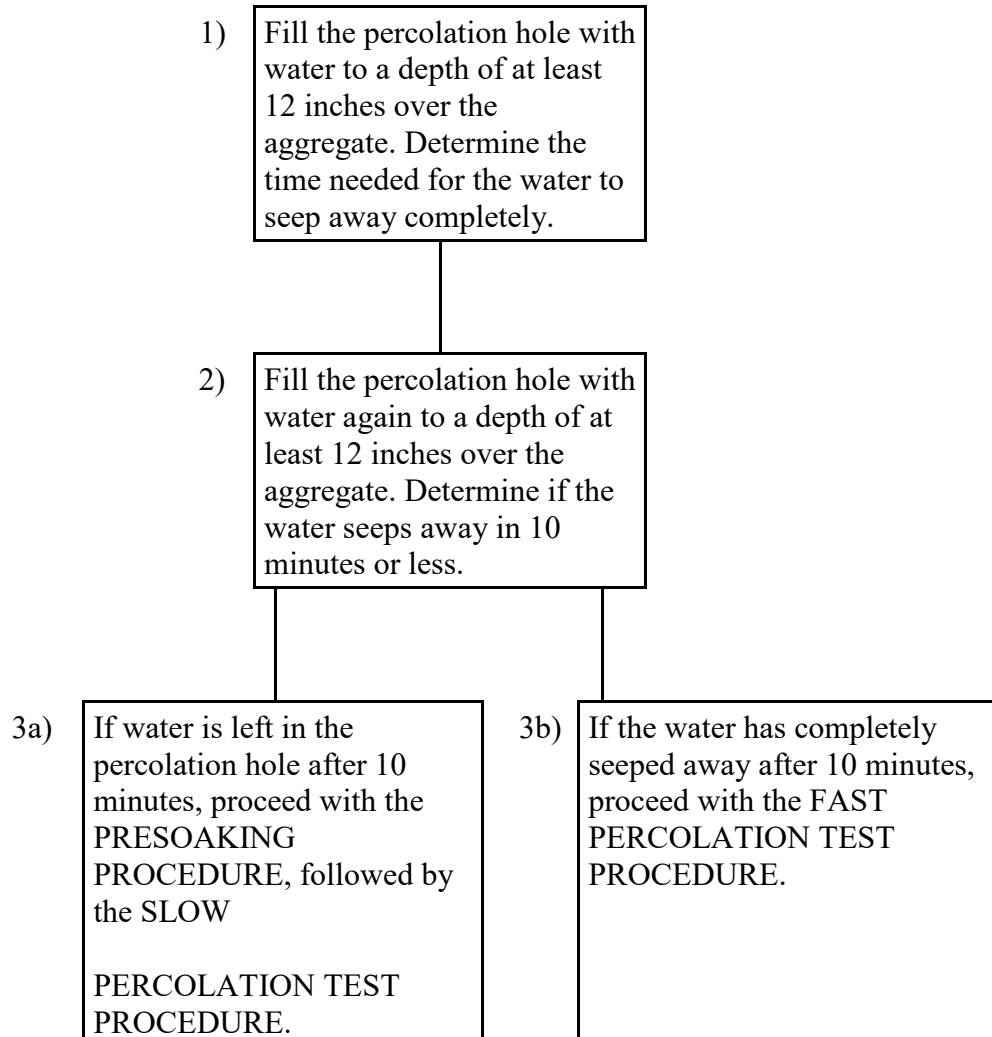 1) Fill the percolation hole with
water to a depth of at least
12 inches over the
aggregate. Determine the
time needed for the water to
seep away completely.
2) Fill the percolation hole with
water again to a depth of at
least 12 inches over the
aggregate. Determine if the
water seeps away in 10
minutes or less.
3a) If water is left in the
percolation hole after 10
minutes, proceed with the
PRESOAKING
PROCEDURE, followed by
the SLOW
PERCOLATION TEST
PROCEDURE.
3b) If the water has completely
seeped away after 10 minutes,
proceed with the FAST
PERCOLATION TEST
PROCEDURE.